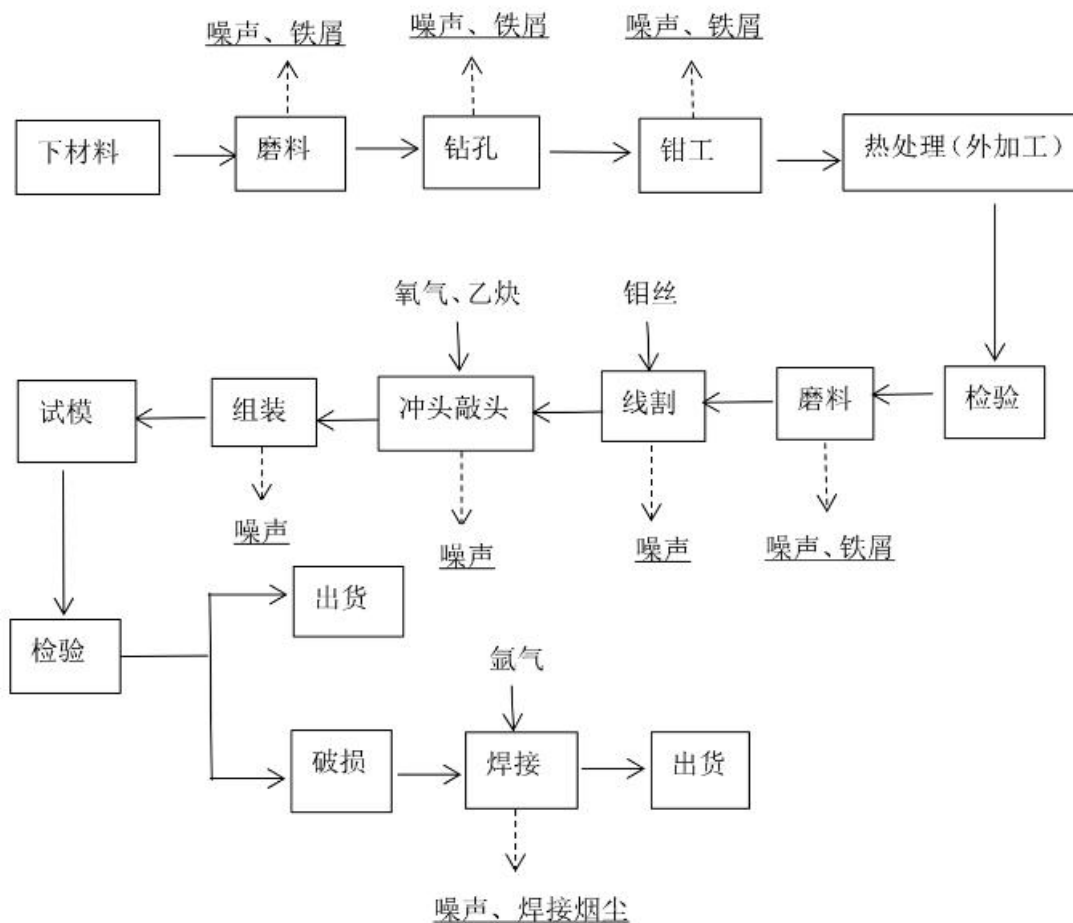 噪声、铁屑 噪声、铁屑 噪声、铁屑
下材料 磨料 钻孔 钳工 热处理（外加工）
氧气、乙炔 钼丝
试模 组装 冲头敲头 线割 磨料 检验
噪声 噪声 噪声 噪声、铁屑
出货
检验
氩气
破损 焊接 出货
噪声、焊接烟尘